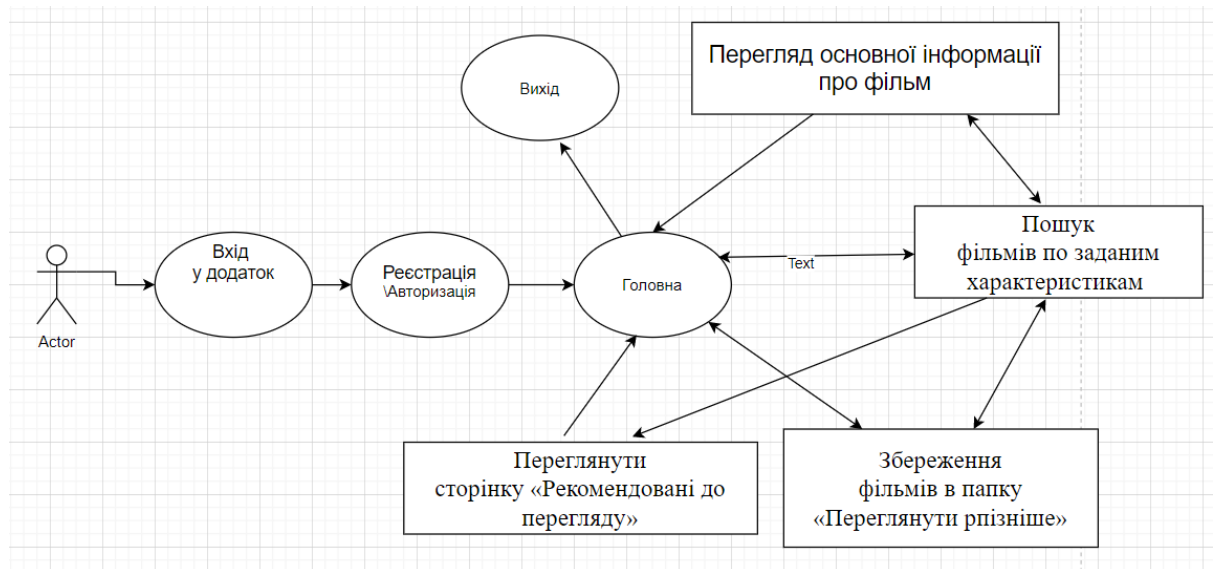 Перегляд основної інформації
про фільм
Вихід
Пошук
фільмів по заданим
характеристикам
Вхід
у додаток
Реєстрація
\Авторизація
Головна
Text
Actor
Переглянути
сторінку «Рекомендовані до
перегляду»
Збереження
фільмів в папку
«Переглянути рпізніше»